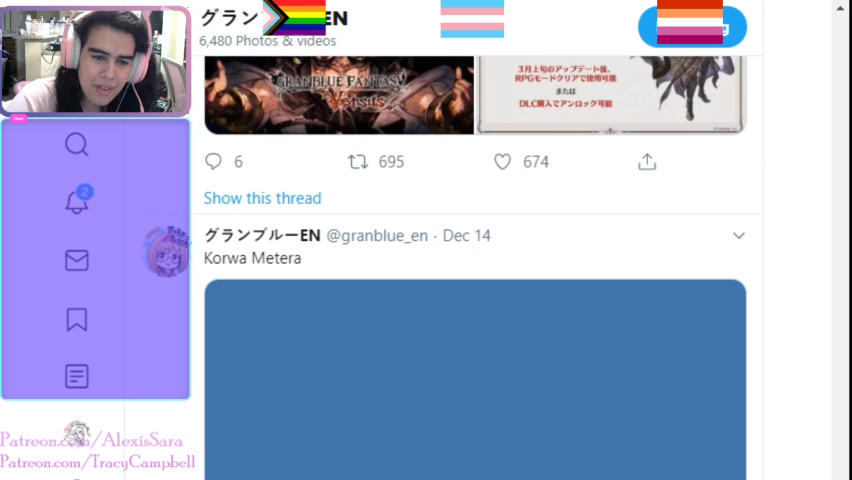 グラン EN
6,480 Photos & videos
GRANBLUE FANTASY
Versus
3月上旬のアップデート後、
RPGモードクリアで使用可能
または
DLC購入でアンロック可能
6 695 674
Show this thread
グランブルーEN @granblue_en · Dec 14
Korwa Metera
Chat
2
Patreon.com/AlexisSara
Patreon.com/TracyCampbell